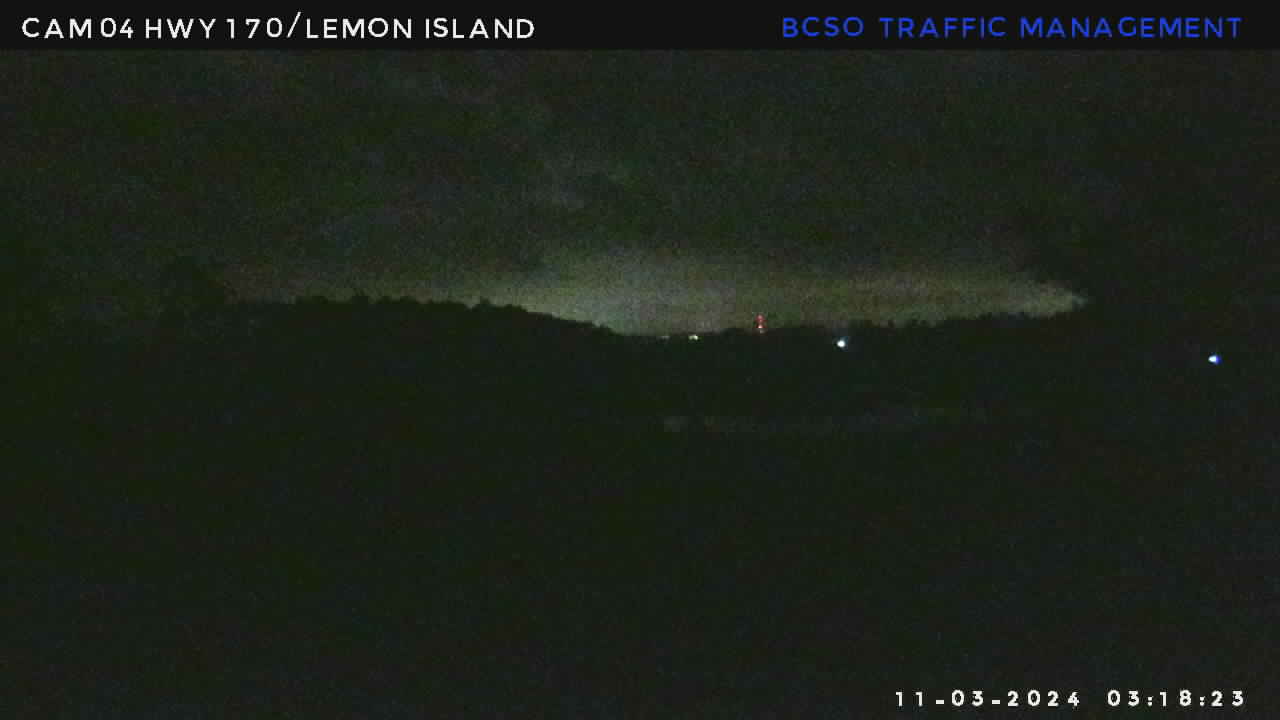 CAM 04 HWY 170/LEMON ISLAND
BCSO TRAFFIC MANAGEMENT
11-03-2024 03:18:23